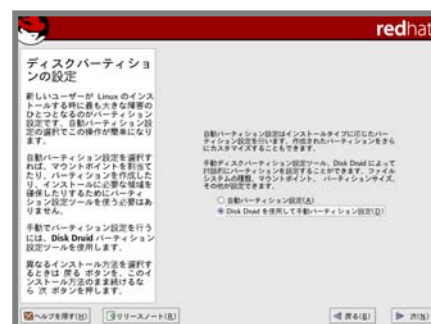 redhat
ディスクパーティショ
ンの設定
新しいユーザーが Linux のインス
トールする時に最も大きな障害の
ひとつとなるのがパーティション
設定です。自動パーティション設
定の選択でこの操作が簡単になり
ます。
自動パーティション設定を選択す
れば、マウントポイントを割当て
たり、パーティションを作成した
り、インストールに必要な領域を
確保したりするためにパーティ
ション設定ツールを使う必要はあ
りません。
手動でパーティション設定を行う
には、Disk Druid パーティション
設定ツールを使用します。
異なるインストール方法を選択す
るときは 戻る ボタンを、このイ
ンストール方法のまま続けるな
ら 次 ボタンを押します。
自動パーティション設定はインストールタイプに応じたパー
ティション設定を行います。作成されたパーティションをさら
にカスタマイズすることもできます。
手動ディスクパーティション設定ツール、Disk Druid によって
対話的にパーティションを設定することができます。ファイル
システムの種類、マウントポイント、 パーティションサイズ、
その他が設定できます。
自動パーティション設定(A)
Disk Druid を使用して手動パーティション設定(D)
ヘルプを隠す(H)
リリースノート(R)
戻る(B)
次(N)